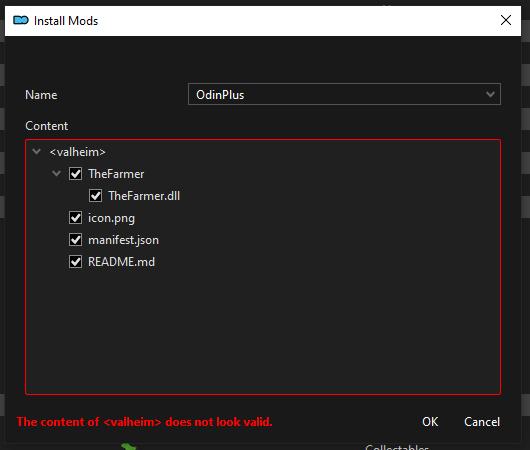 Install Mods
Name
OdinPlus
Content
<valheim>
TheFarmer
TheFarmer.dll
icon.png
manifest.json
README.md
The content of <valheim> does not look valid.
OK
Cancel